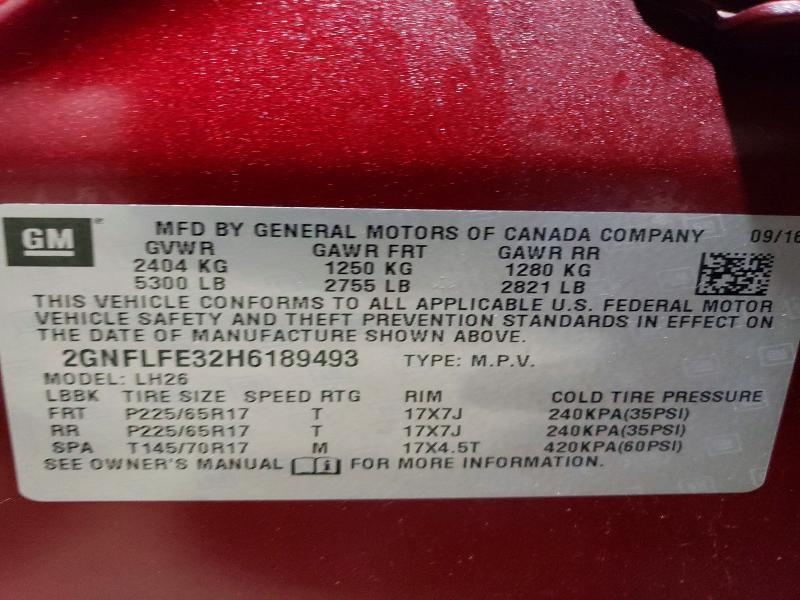 GM
MFD BY GENERAL MOTORS OF CANADA COMPANY 09/16
GVWR GAWR FRT GAWR RR
2404 KG 1250 KG 1280 KG
5300 LB 2755 LB 2821 LB
THIS VEHICLE CONFORMS TO ALL APPLICABLE U.S. FEDERAL MOTOR
VEHICLE SAFETY AND THEFT PREVENTION STANDARDS IN EFFECT ON
THE DATE OF MANUFACTURE SHOWN ABOVE.
2GNFLFE32H6189493 TYPE: M.P.V.
MODEL: LH26
LBBK TIRE SIZE SPEED RTG RIM COLD TIRE PRESSURE
FRT P225/65R17 T 17X7J 240KPA(35PSI)
RR P225/65R17 T 17X7J 240KPA(35PSI)
SPA T145/70R17 M 17X4.5T 420KPA(60PSI)
SEE OWNER'S MANUAL FOR MORE INFORMATION.